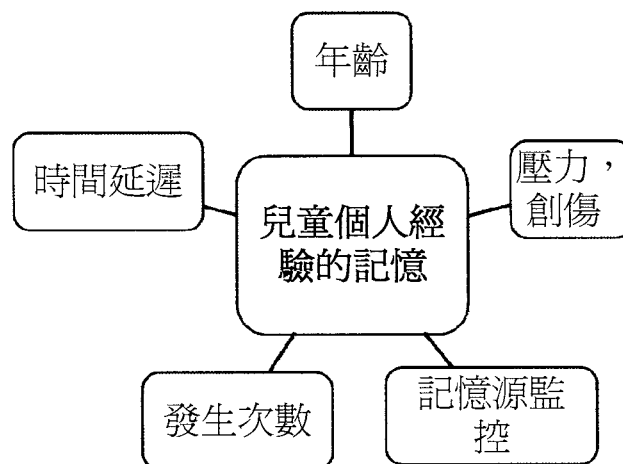 年齡
時間延遲
壓力，
創傷
兒童個人經
驗的記憶
發生次數
記憶源監
控